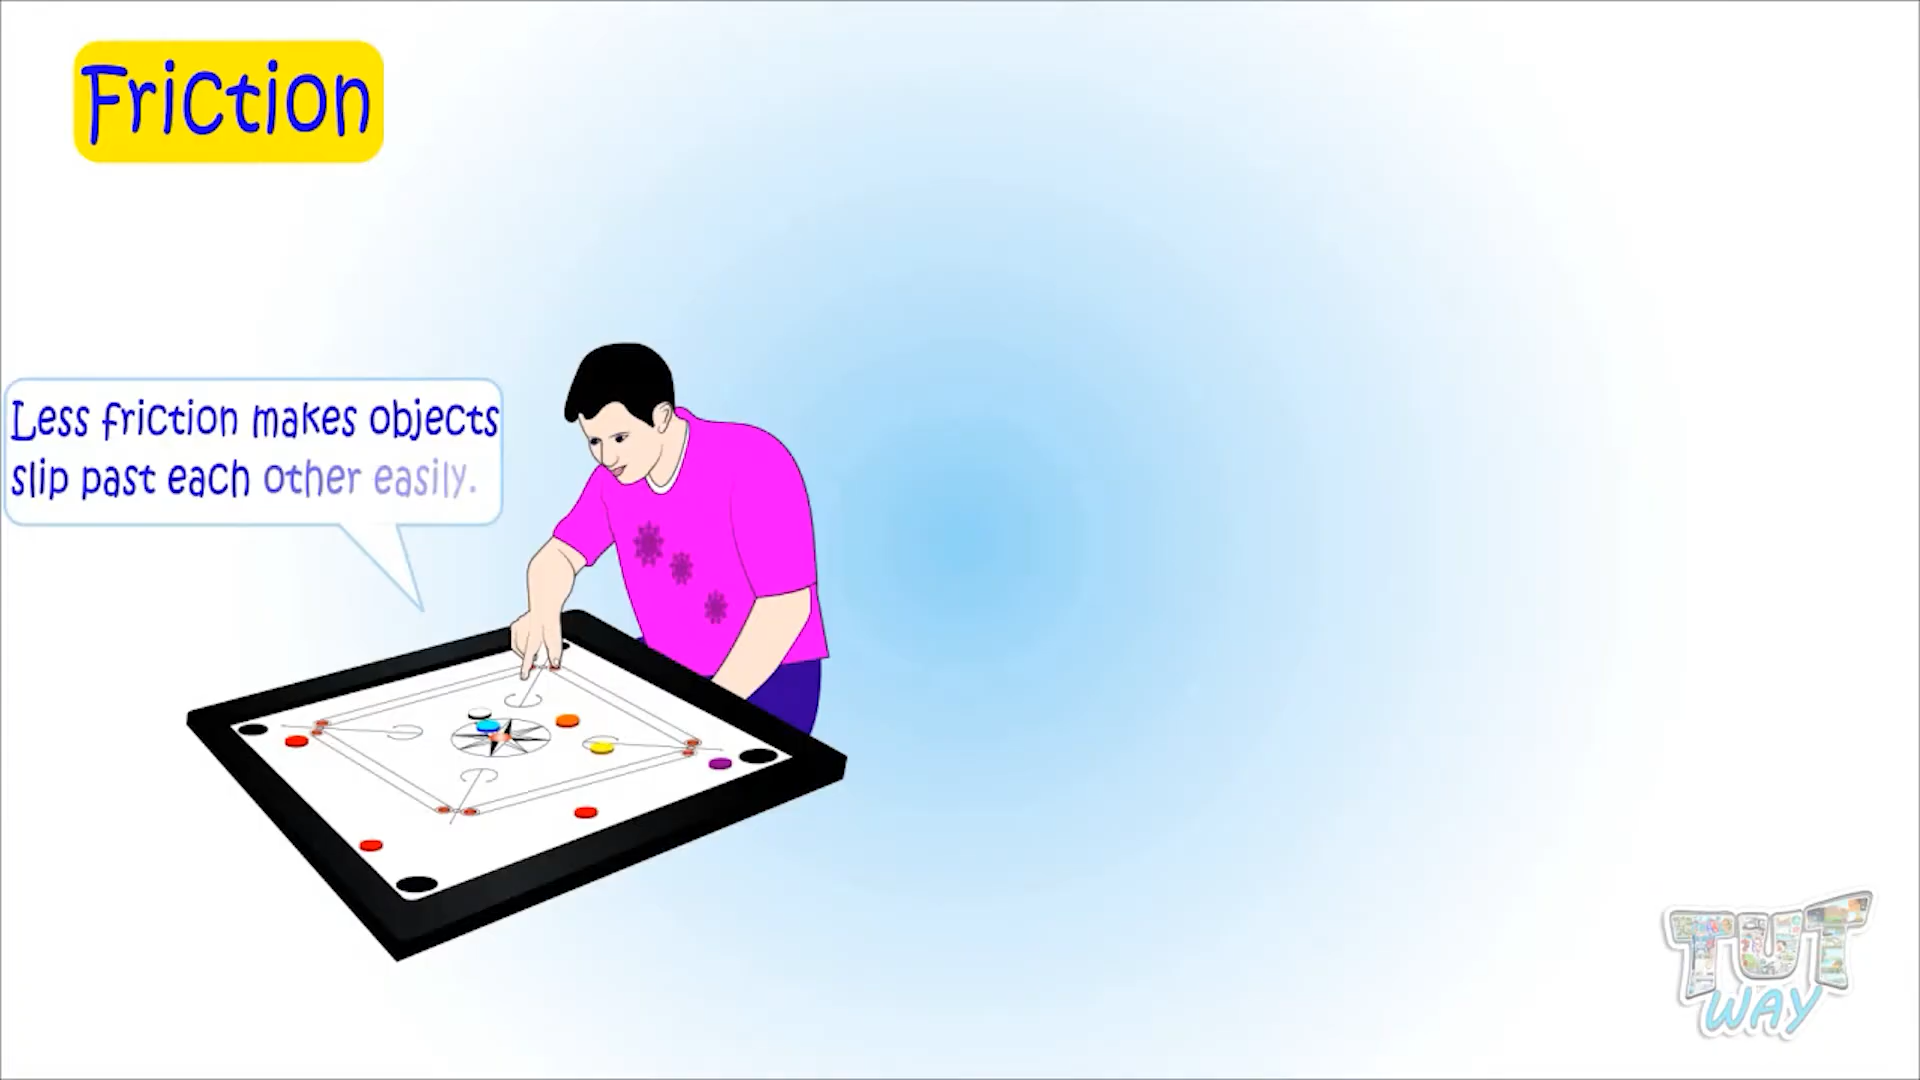 Friction
Less friction makes objects
slip past each other easily.
TUT
WAY